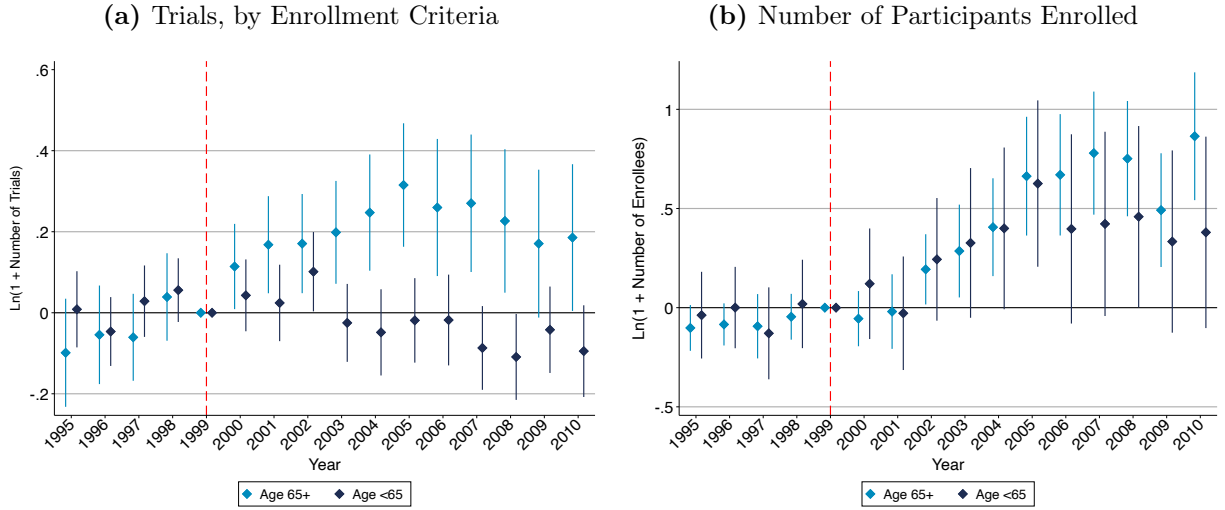 (a) Trials, by Enrollment Criteria
Ln(1 + Number of Trials)
.6
.4
.2
0
-.2
1995 1996 1997 1998 1999 2000 2001 2002 2003 2004 2005 2006 2007 2008 2009 2010
Year
Age 65+ Age <65
(b) Number of Participants Enrolled
Ln(1 + Number of Enrollees)
1
.5
0
-.5
1995 1996 1997 1998 1999 2000 2001 2002 2003 2004 2005 2006 2007 2008 2009 2010
Year
Age 65+ Age <65